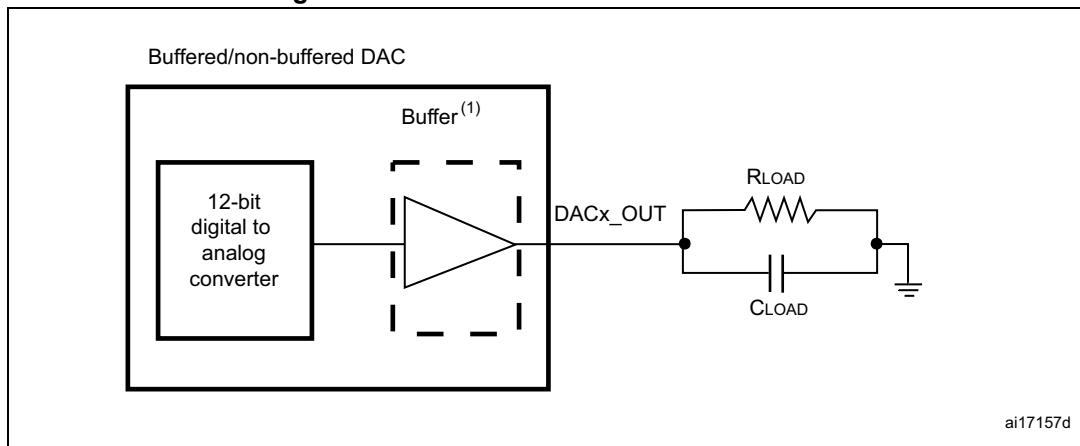 Buffered/non-buffered DAC
Buffer(1)
12-bit
digital to
analog
converter
DACx_OUT
RLOAD
CLOAD
ai17157d